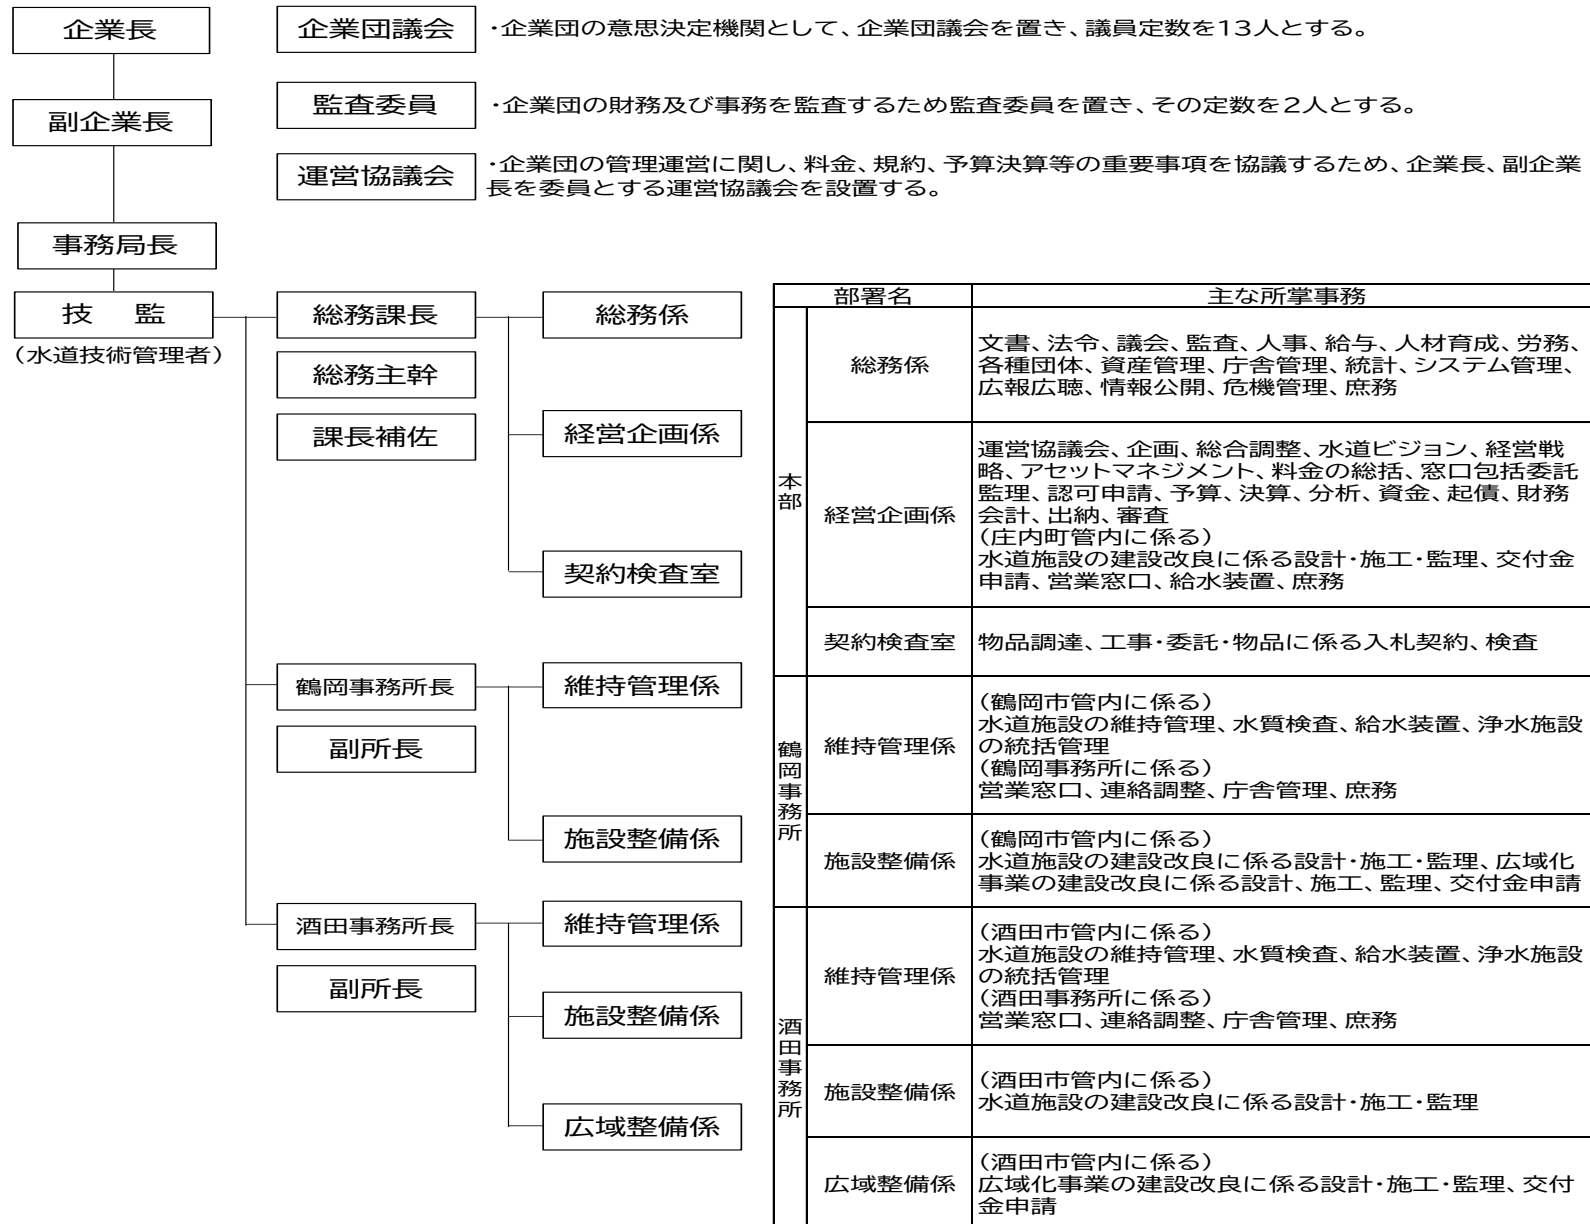 企業長
企業団議会
・企業団の意思決定機関として、企業団議会を置き、議員定数を13人とする。
副企業長
監査委員
・企業団の財務及び事務を監査するため監査委員を置き、その定数を2人とする。
運営協議会
・企業団の管理運営に関し、料金、規約、予算決算等の重要事項を協議するため、企業長、副企業
長を委員とする運営協議会を設置する。
事務局長
技　監
(水道技術管理者)
総務課長
総務主幹
課長補佐
総務係
経営企画係
契約検査室
鶴岡事務所長
副所長
維持管理係
施設整備係
酒田事務所長
副所長
維持管理係
施設整備係
広域整備係
部署名
主な所掌事務
本部
総務係
文書、法令、議会、監査、人事、給与、人材育成、労務、
各種団体、資産管理、庁舎管理、統計、システム管理、
広報広聴、情報公開、危機管理、庶務
経営企画係
運営協議会、企画、総合調整、水道ビジョン、経営戦
略、アセットマネジメント、料金の総括、窓口包括委託
監理、認可申請、予算、決算、分析、資金、起債、財務
会計、出納、審査
(庄内町管内に係る)
水道施設の建設改良に係る設計・施工・監理、交付金
申請、営業窓口、給水装置、庶務
契約検査室
物品調達、工事・委託・物品に係る入札契約、検査
鶴岡事務所
維持管理係
(鶴岡市管内に係る)
水道施設の維持管理、水質検査、給水装置、浄水施設
の統括管理
(鶴岡事務所に係る)
営業窓口、連絡調整、庁舎管理、庶務
施設整備係
(鶴岡市管内に係る)
水道施設の建設改良に係る設計・施工・監理、広域化
事業の建設改良に係る設計、施工、監理、交付金申請
酒田事務所
維持管理係
(酒田市管内に係る)
水道施設の維持管理、水質検査、給水装置、浄水施設
の統括管理
(酒田事務所に係る)
営業窓口、連絡調整、庁舎管理、庶務
施設整備係
(酒田市管内に係る)
水道施設の建設改良に係る設計・施工・監理
広域整備係
(酒田市管内に係る)
広域化事業の建設改良に係る設計・施工・監理、交付
金申請